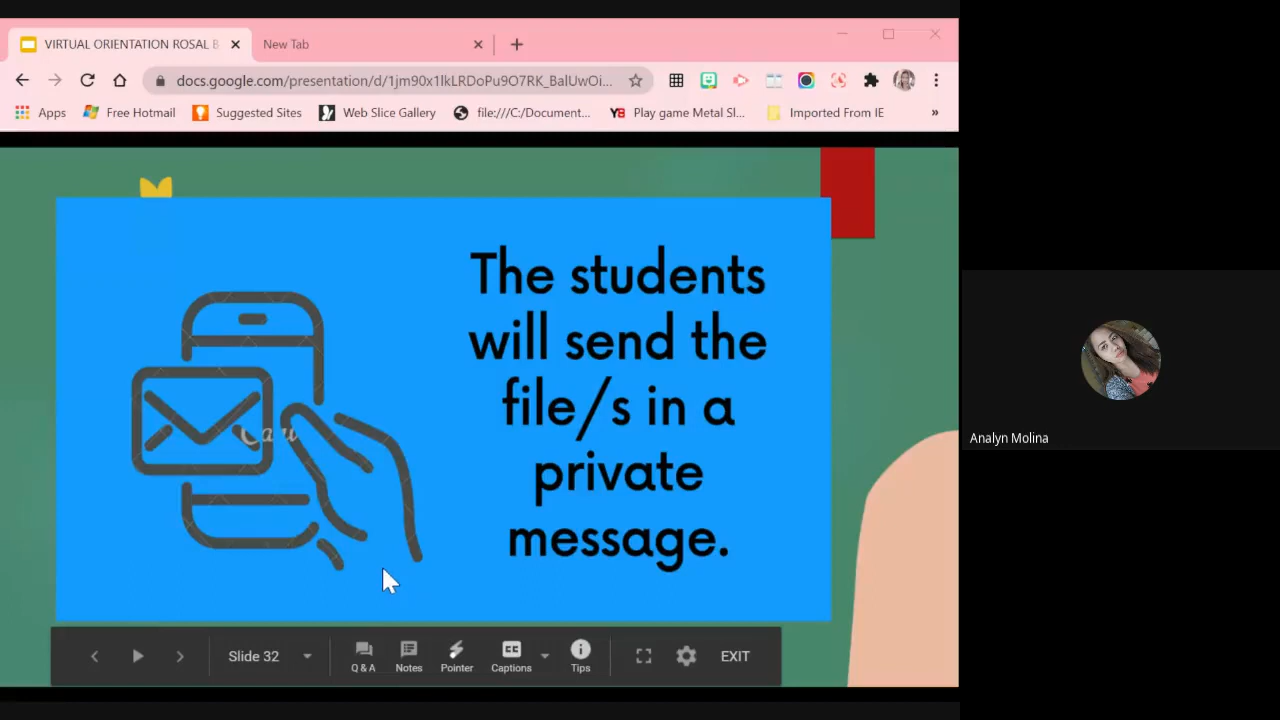 VIRTUAL ORIENTATION ROSAL B
New Tab
docs.google.com/presentation/d/1jm90x1lkLRDoPu9O7RK_BalUwOi...
Apps
Free Hotmail
Suggested Sites
Web Slice Gallery
file:///C:/Document...
Y8 Play game Metal Sl...
Imported From IE
»
The students
will send the
file/s in a
private
message.
Analyn Molina
Slide 32
Q & A
Notes
Pointer
CC
Captions
Tips
EXIT